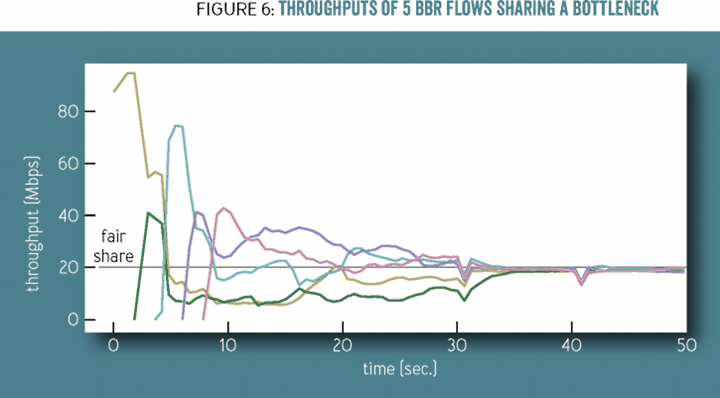 FIGURE 6: THROUGHPUTS OF 5 BBR FLOWS SHARING A BOTTLENECK
throughput (Mbps)
80
60
40
fair
share
20
0
0 10 20 30 40 50
time (sec.)